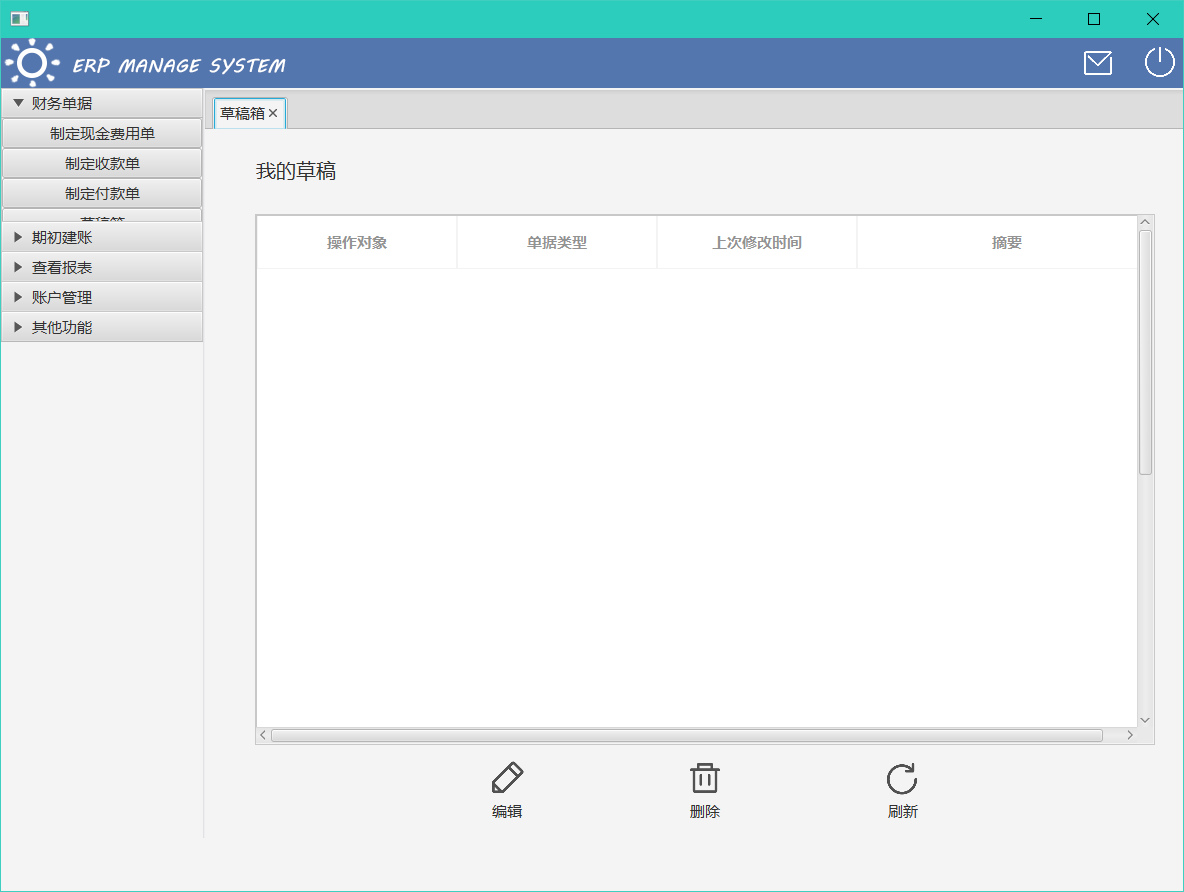 ERP MANAGE SYSTEM
财务单据
制定现金费用单
制定收款单
制定付款单
草稿箱
期初建账
查看报表
账户管理
其他功能
草稿箱
我的草稿
操作对象 单据类型 上次修改时间 摘要
编辑 删除 刷新